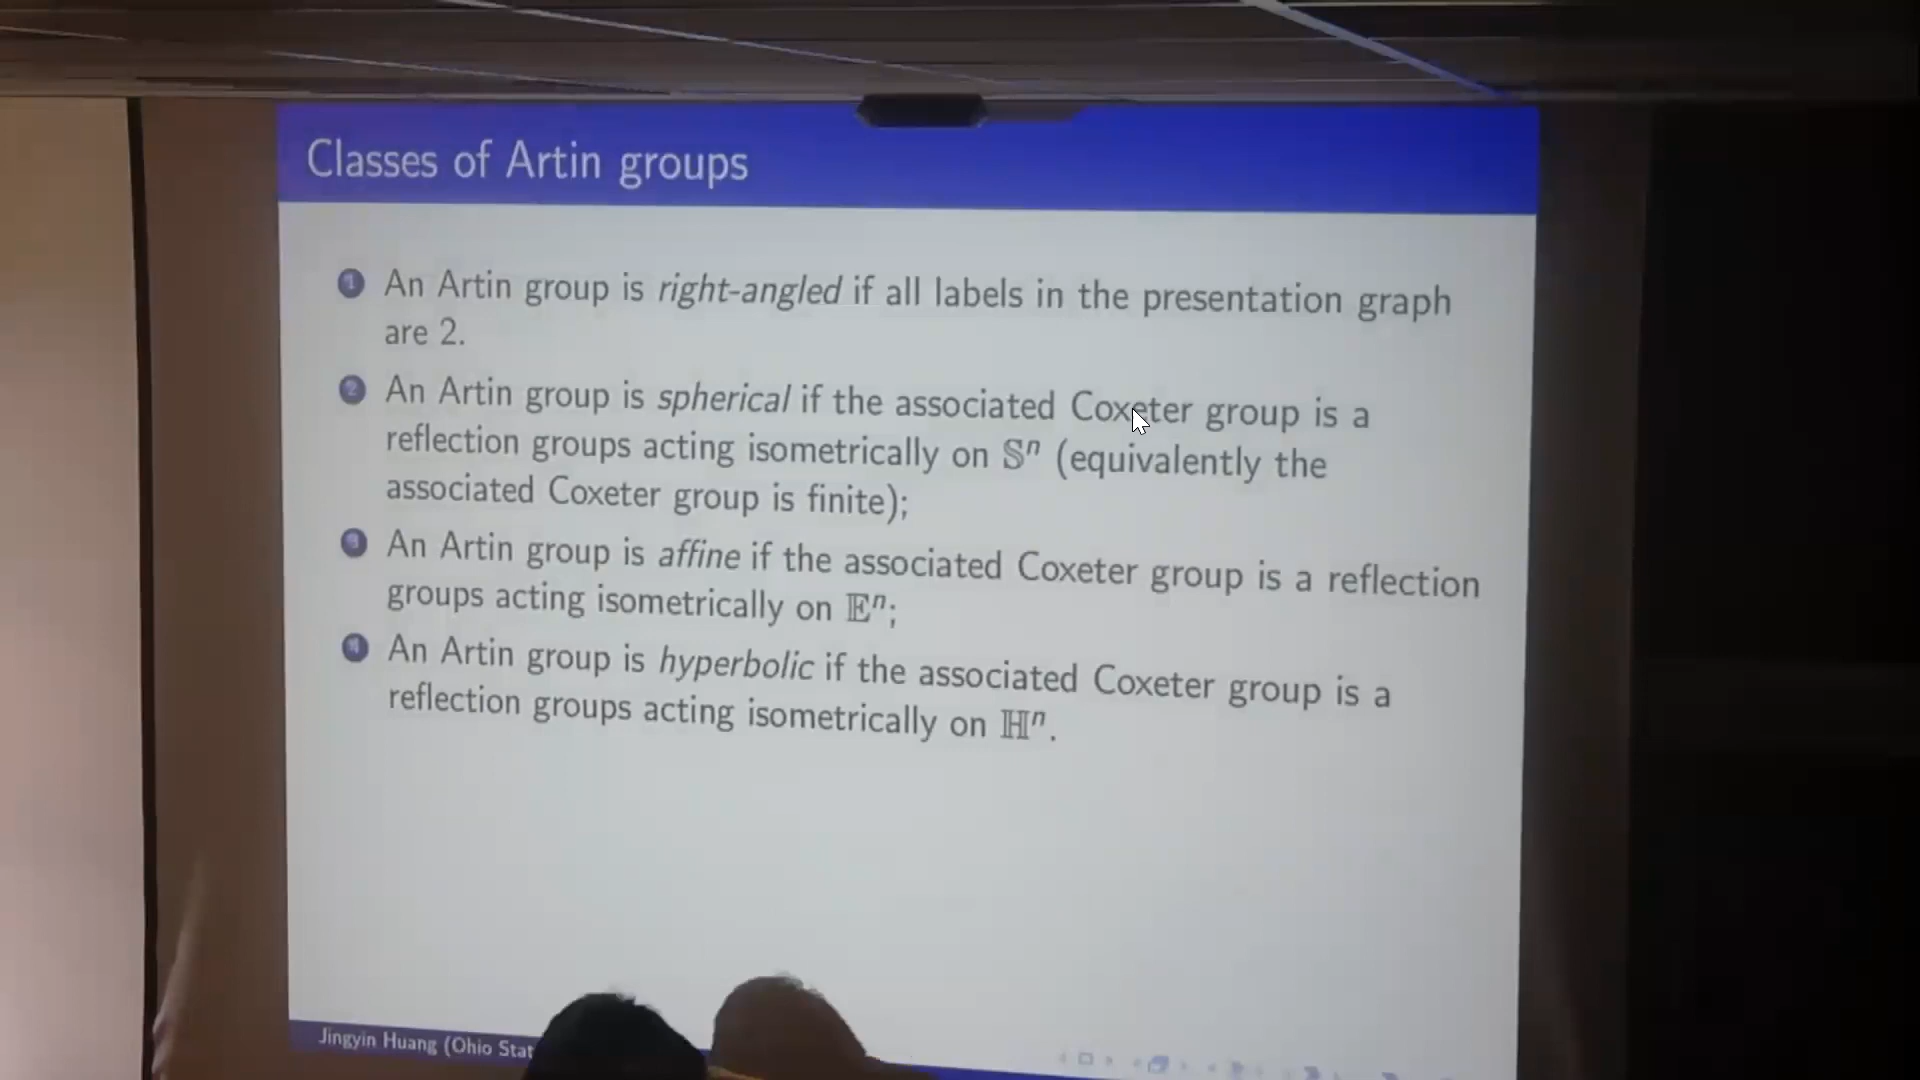 Classes of Artin groups
1 An Artin group is right-angled if all labels in the presentation graph
are 2.
2 An Artin group is spherical if the associated Coxeter group is a
reflection groups acting isometrically on 𝕊ⁿ (equivalently the
associated Coxeter group is finite);
3 An Artin group is affine if the associated Coxeter group is a reflection
groups acting isometrically on 𝔼ⁿ;
4 An Artin group is hyperbolic if the associated Coxeter group is a
reflection groups acting isometrically on ℍⁿ.
Jingyin Huang (Ohio Stat